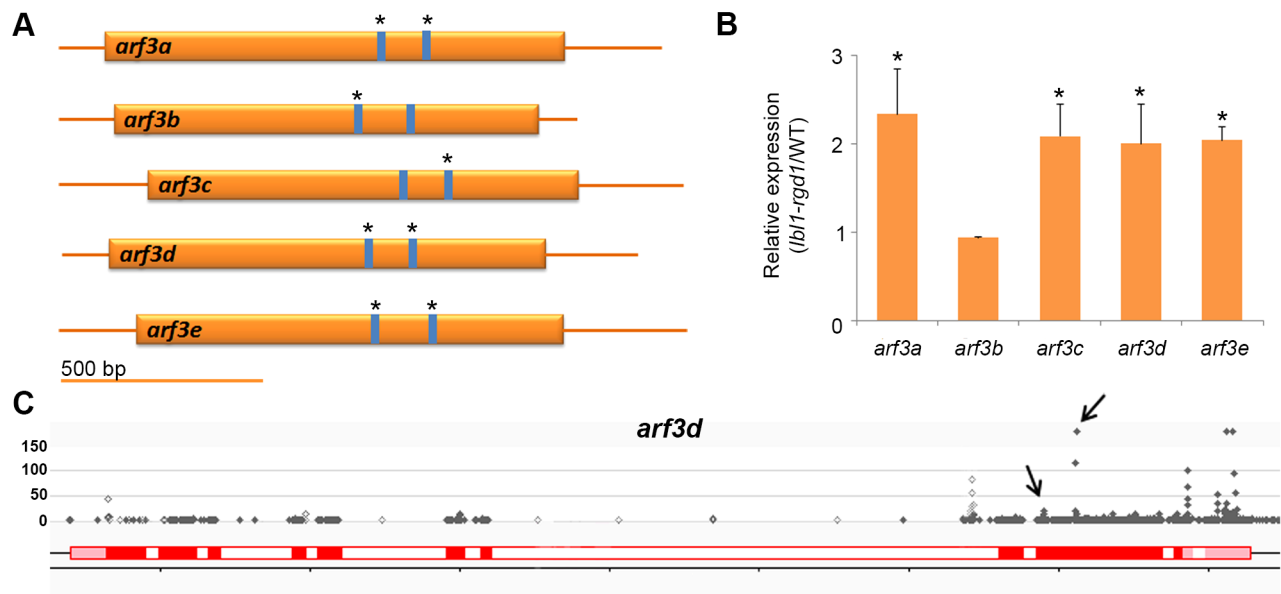 A
* *
arf3a
*
arf3b
*
arf3c
* *
arf3d
* *
arf3e
500 bp
B
Relative expression
(lbl1-rgd1/WT)
3
2
1
0
* * * *
arf3a arf3b arf3c arf3d arf3e
C
arf3d
150
100
50
0